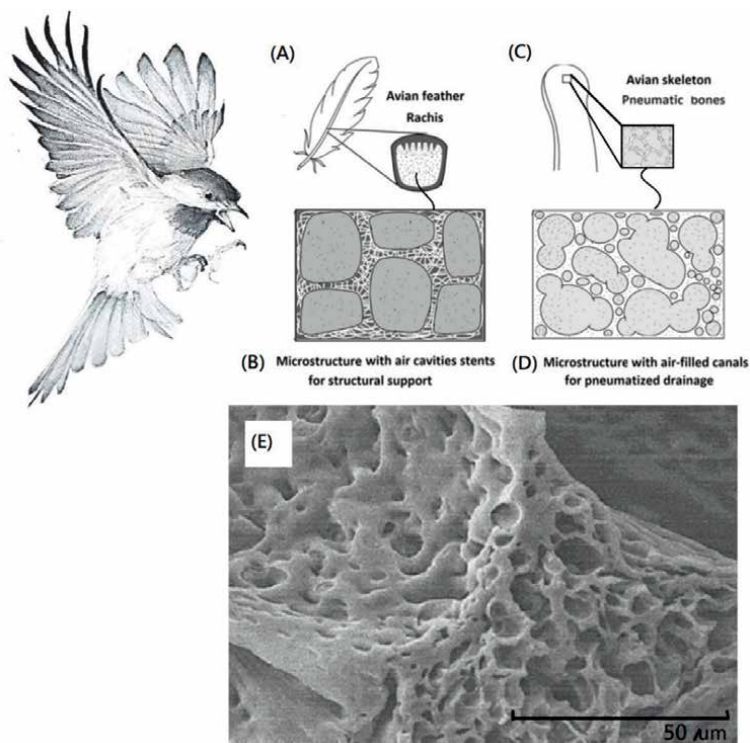 (A)
Avian feather
Rachis
(C)
Avian skeleton
Pneumatic bones
(B) Microstructure with air cavities stents
for structural support
(D) Microstructure with air-filled canals
for pneumatized drainage
(E)
50 μm